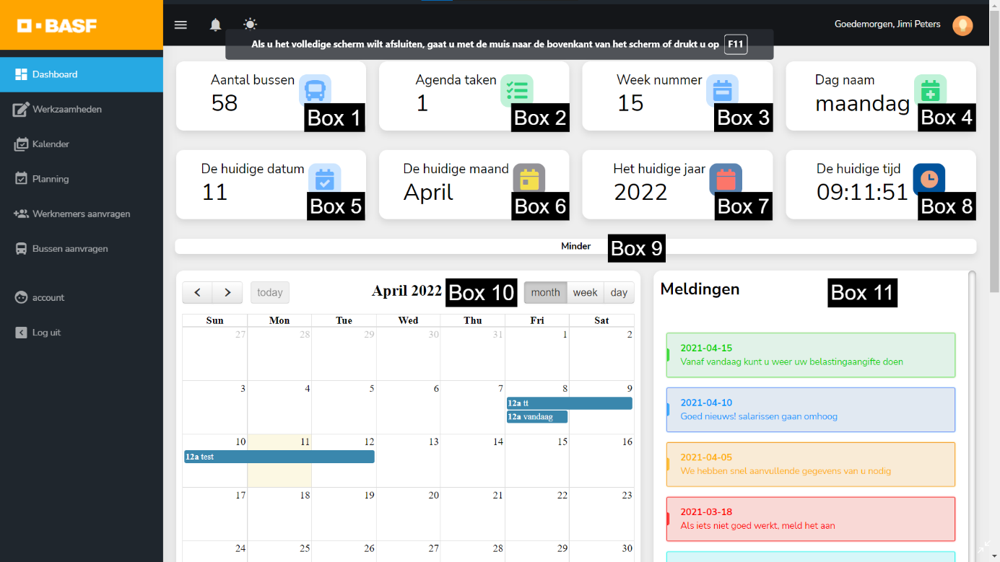 BASF
Goedemorgen, Jimi Peters
Als u het volledige scherm wilt afsluiten, gaat u met de muis naar de bovenkant van het scherm of drukt u op F11
Dashboard
Werkzaamheden
Kalender
Planning
Werknemers aanvragen
Bussen aanvragen
account
Log uit
Aantal bussen
58
Box 1
Agenda taken
1
Box 2
Week nummer
15
Box 3
Dag naam
maandag
Box 4
De huidige datum
11
Box 5
De huidige maand
April
Box 6
Het huidige jaar
2022
Box 7
De huidige tijd
09:11:51
Box 8
Minder Box 9
today April 2022 Box 10 month week day
Sun Mon Tue Wed Thu Fri Sat
27 28 29 30 31 1 2
3 4 5 6 7 8 9
12a tt
12a vandaag
10 11 12 13 14 15 16
12a test
17 18 19 20 21 22 23
24 25 26 27 28 29 30
Meldingen Box 11
2021-04-15
Vanaf vandaag kunt u weer uw belastingaangifte doen
2021-04-10
Goed nieuws! salarissen gaan omhoog
2021-04-05
We hebben snel aanvullende gegevens van u nodig
2021-03-18
Als iets niet goed werkt, meld het aan